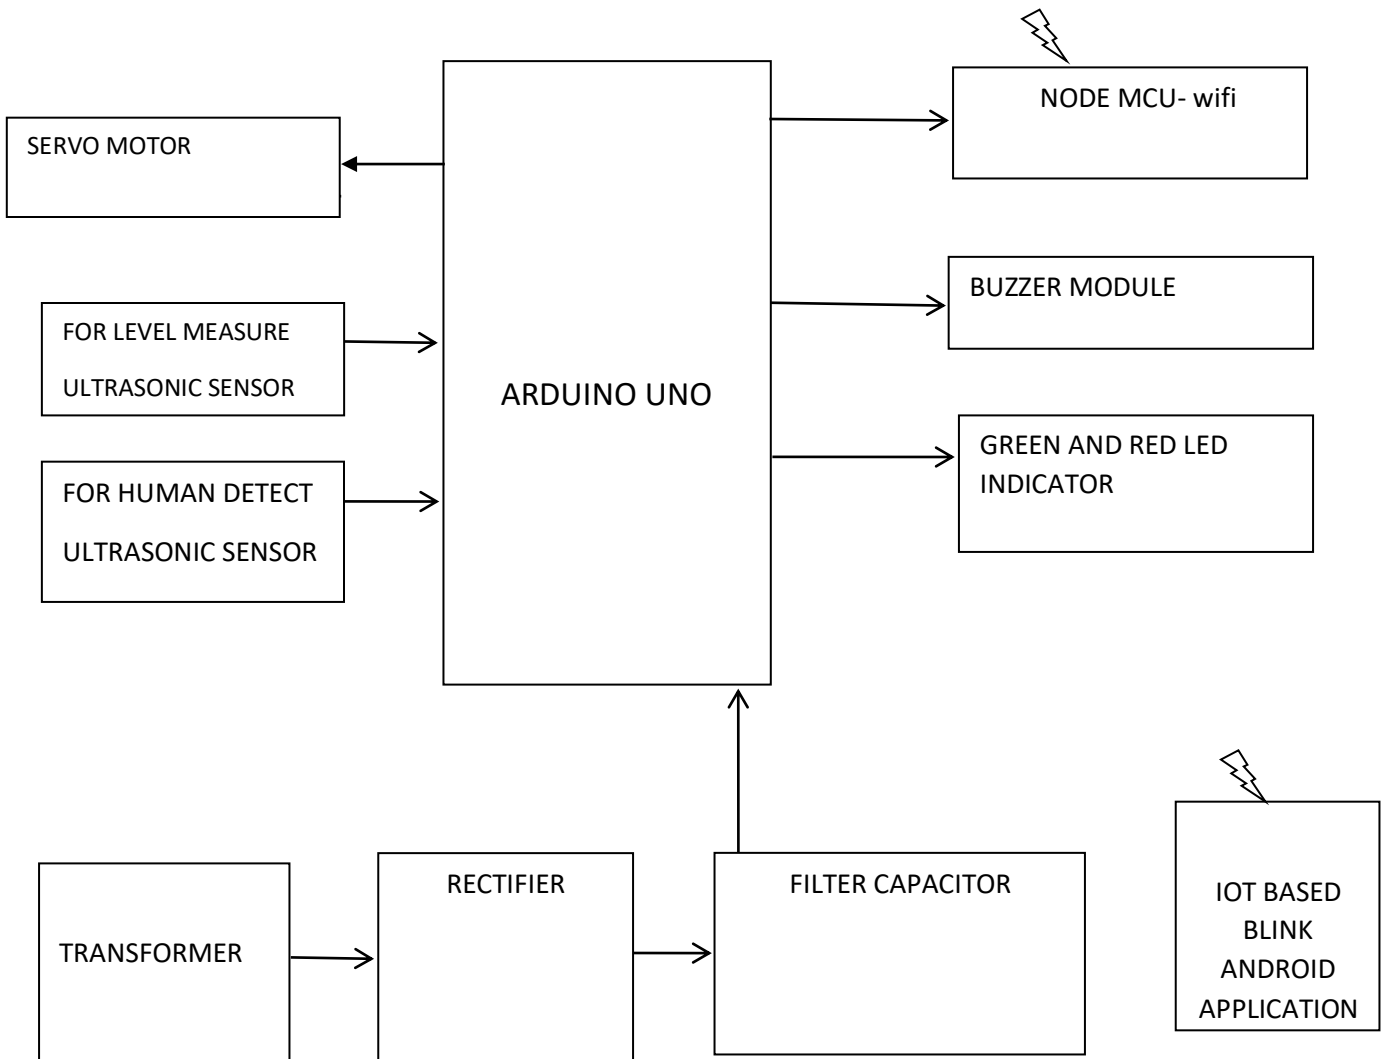 NODE MCU- wifi
SERVO MOTOR
BUZZER MODULE
FOR LEVEL MEASURE
ULTRASONIC SENSOR
ARDUINO UNO
GREEN AND RED LED
INDICATOR
FOR HUMAN DETECT
ULTRASONIC SENSOR
TRANSFORMER
RECTIFIER
FILTER CAPACITOR
IOT BASED
BLINK
ANDROID
APPLICATION